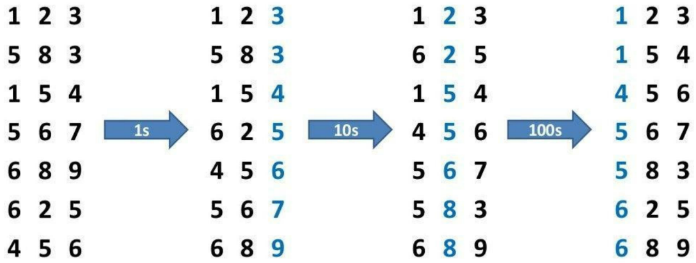 1 2 3 1 2 3 1 2 3 1 2 3
5 8 3 5 8 3 6 2 5 1 5 4
1 5 4 1 5 4 1 5 4 4 5 6
5 6 7 1s 6 2 5 10s 4 5 6 100s 5 6 7
6 8 9 4 5 6 5 6 7 5 8 3
6 2 5 5 6 7 5 8 3 6 2 5
4 5 6 6 8 9 6 8 9 6 8 9